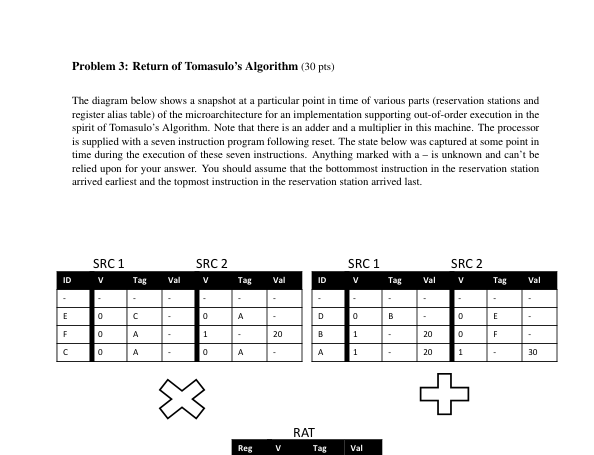 Problem 3: Return of Tomasulo's Algorithm (30 pts)
The diagram below shows a snapshot at a particular point in time of various parts (reservation stations and
register alias table) of the microarchitecture for an implementation supporting out-of-order execution in the
spirit of Tomasulo's Algorithm. Note that there is an adder and a multiplier in this machine. The processor
is supplied with a seven instruction program following reset. The state below was captured at some point in
time during the execution of these seven instructions. Anything marked with a – is unknown and can't be
relied upon for your answer. You should assume that the bottommost instruction in the reservation station
arrived earliest and the topmost instruction in the reservation station arrived last.
SRC 1 SRC 2
ID V Tag Val V Tag Val
- - - - - - -
E 0 C - 0 A -
F 0 A - 1 - 20
C 0 A - 0 A -
SRC 1 SRC 2
ID V Tag Val V Tag Val
- - - - - - -
D 0 B - 0 E -
B 1 - 20 0 F -
A 1 - 20 1 - 30
RAT
Reg V Tag Val